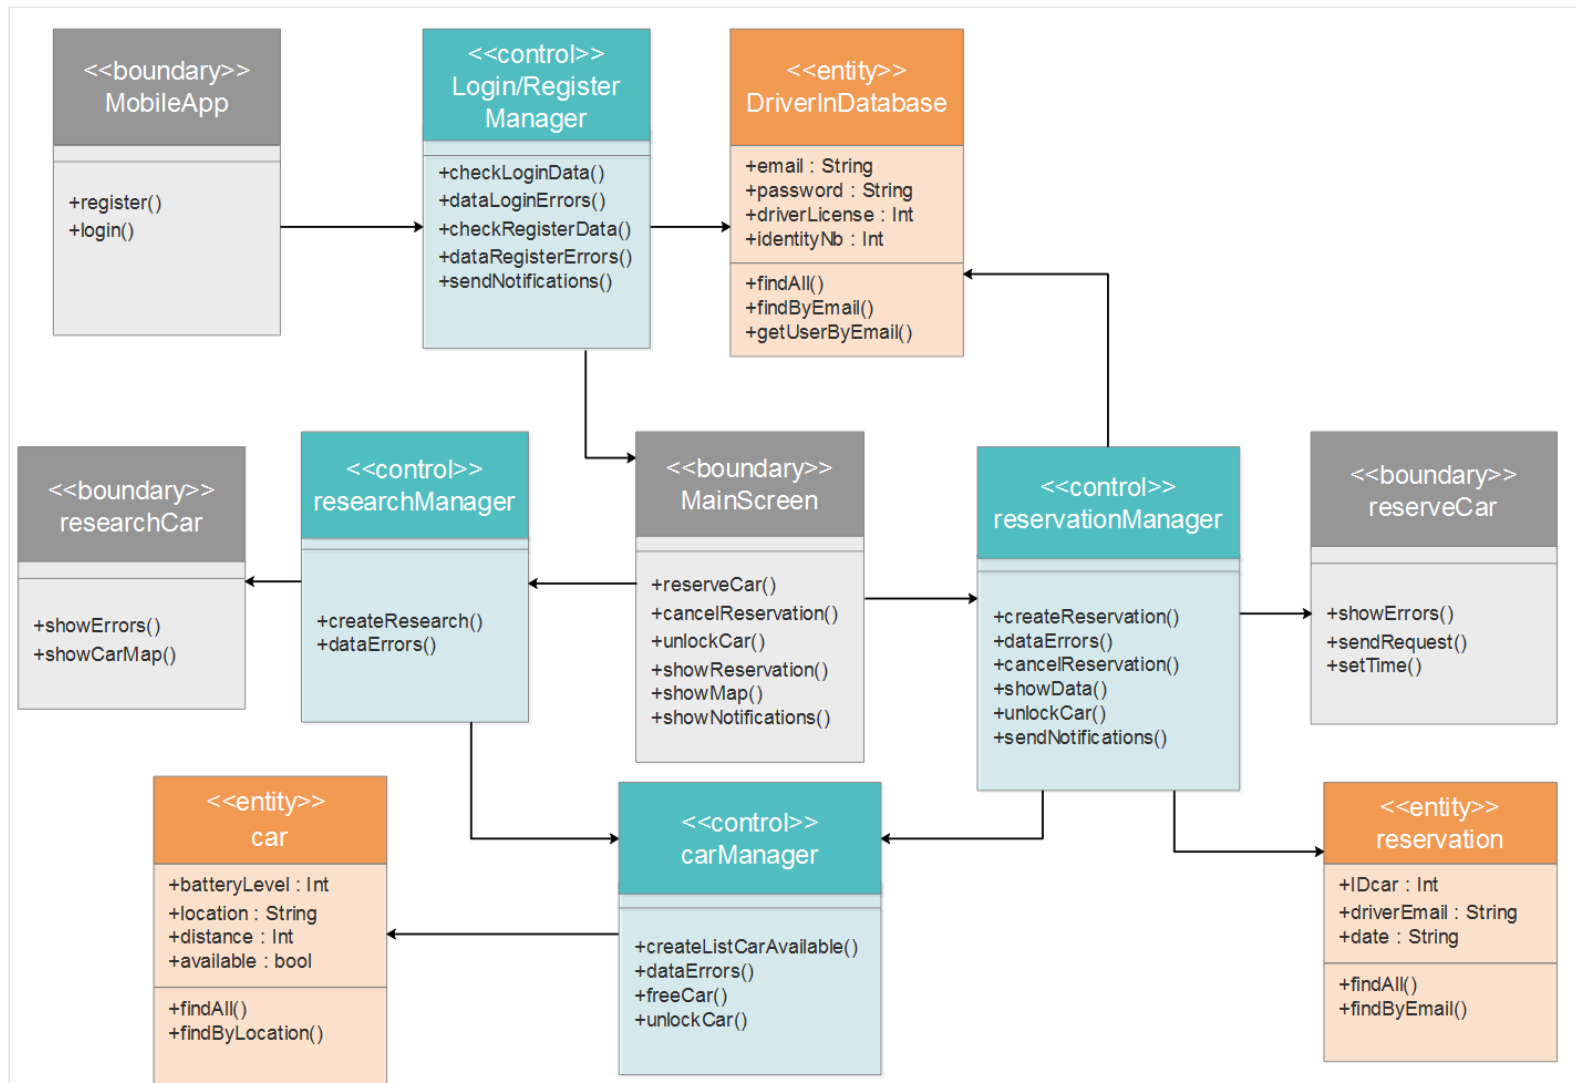 <<boundary>>
MobileApp
+register()
+login()
<<control>>
Login/Register
Manager
+checkLoginData()
+dataLoginErrors()
+checkRegisterData()
+dataRegisterErrors()
+sendNotifications()
<<entity>>
DriverInDatabase
+email : String
+password : String
+driverLicense : Int
+identityNb : Int
+findAll()
+findByEmail()
+getUserByEmail()
<<boundary>>
researchCar
+showErrors()
+showCarMap()
<<control>>
researchManager
+createResearch()
+dataErrors()
<<boundary>>
MainScreen
+reserveCar()
+cancelReservation()
+unlockCar()
+showReservation()
+showMap()
+showNotifications()
<<control>>
reservationManager
+createReservation()
+dataErrors()
+cancelReservation()
+showData()
+unlockCar()
+sendNotifications()
<<boundary>>
reserveCar
+showErrors()
+sendRequest()
+setTime()
<<entity>>
car
+batteryLevel : Int
+location : String
+distance : Int
+available : bool
+findAll()
+findByLocation()
<<control>>
carManager
+createListCarAvailable()
+dataErrors()
+freeCar()
+unlockCar()
<<entity>>
reservation
+IDcar : Int
+driverEmail : String
+date : String
+findAll()
+findByEmail()